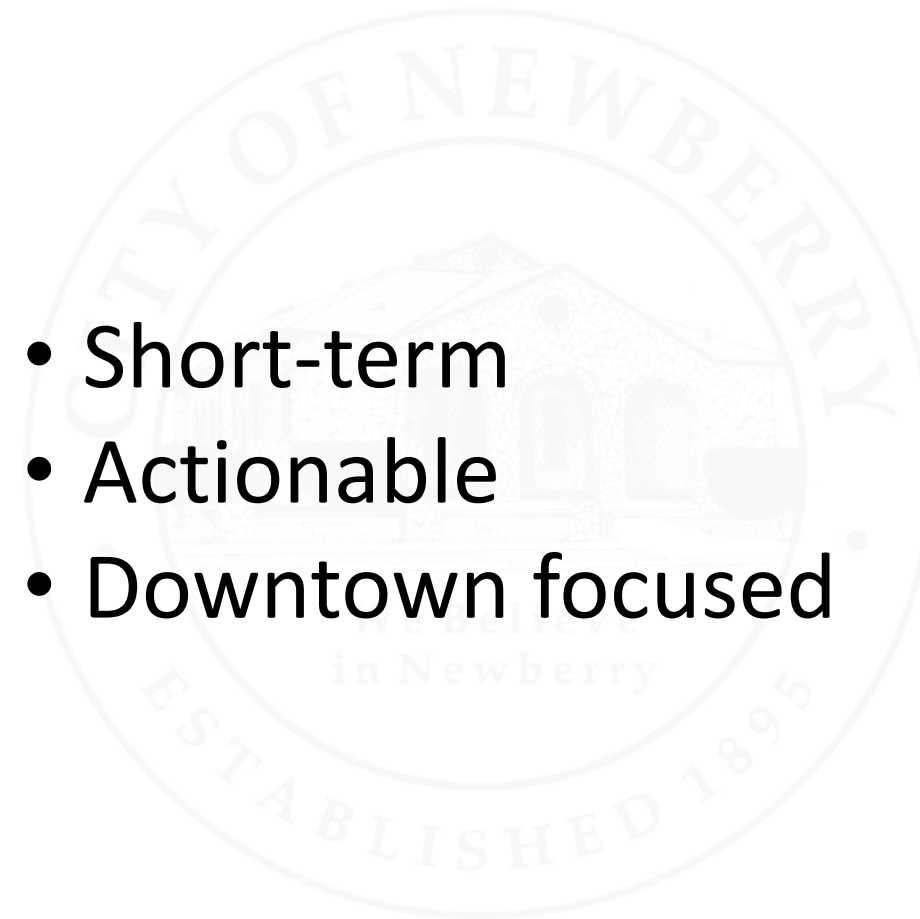 CITY OF NEWBERRY
• Short-term
• Actionable
• Downtown focused
We Believe
in Newberry
ESTABLISHED 1895